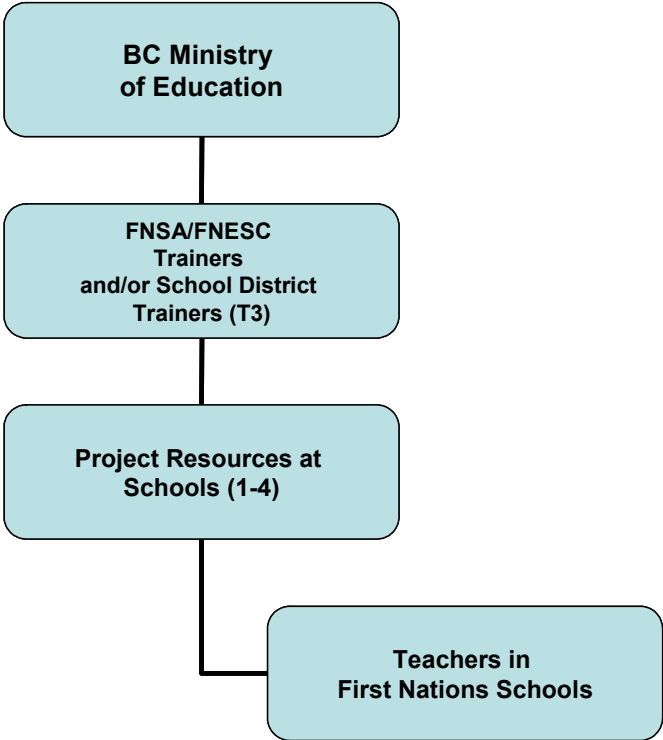 BC Ministry
of Education
FNSA/FNESC
Trainers
and/or School District
Trainers (T3)
Project Resources at
Schools (1-4)
Teachers in
First Nations Schools